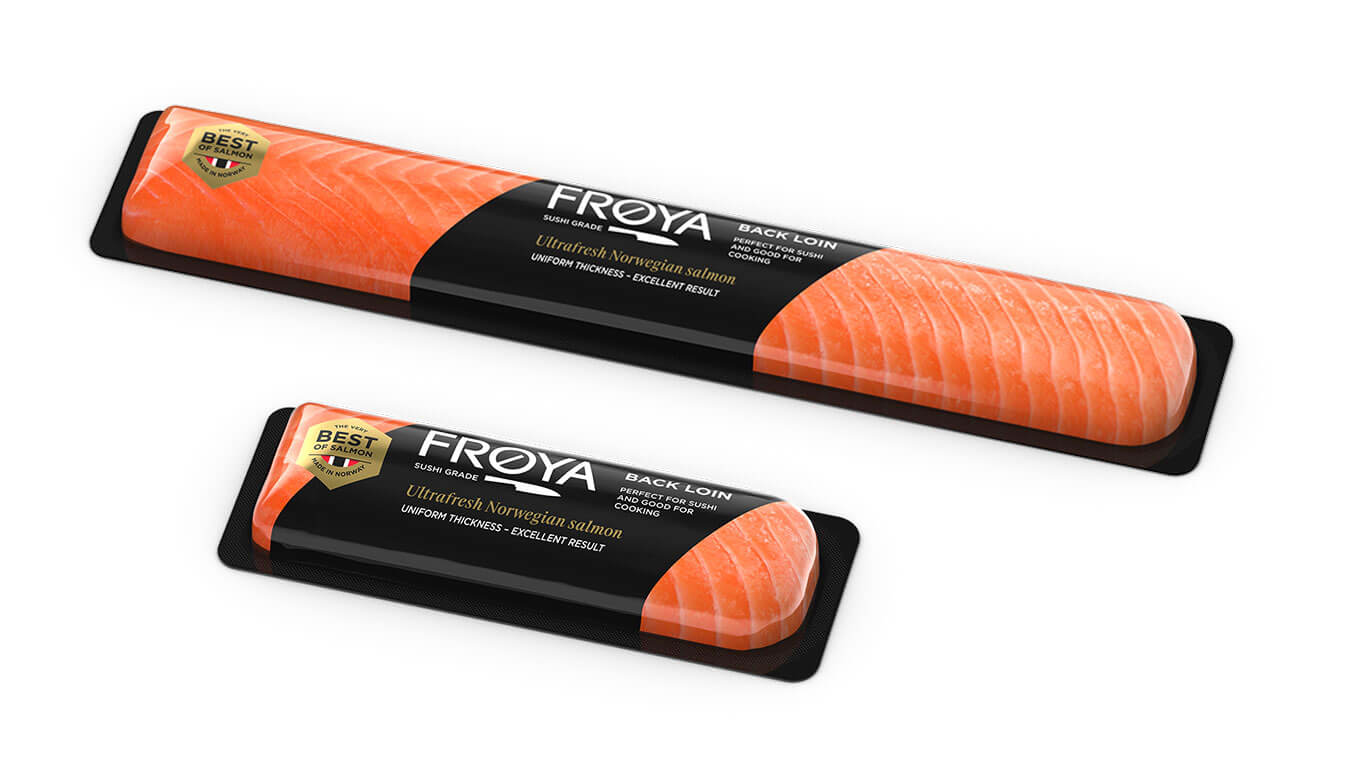 THE VERY
BEST
OF SALMON
MADE IN NORWAY
FRØYA
SUSHI GRADE
Ultrafresh Norwegian salmon
UNIFORM THICKNESS – EXCELLENT RESULT
BACK LOIN
PERFECT FOR SUSHI
AND GOOD FOR
COOKING
THE VERY
BEST
OF SALMON
MADE IN NORWAY
FRØYA
SUSHI GRADE
Ultrafresh Norwegian salmon
UNIFORM THICKNESS – EXCELLENT RESULT
BACK LOIN
PERFECT FOR SUSHI
AND GOOD FOR
COOKING